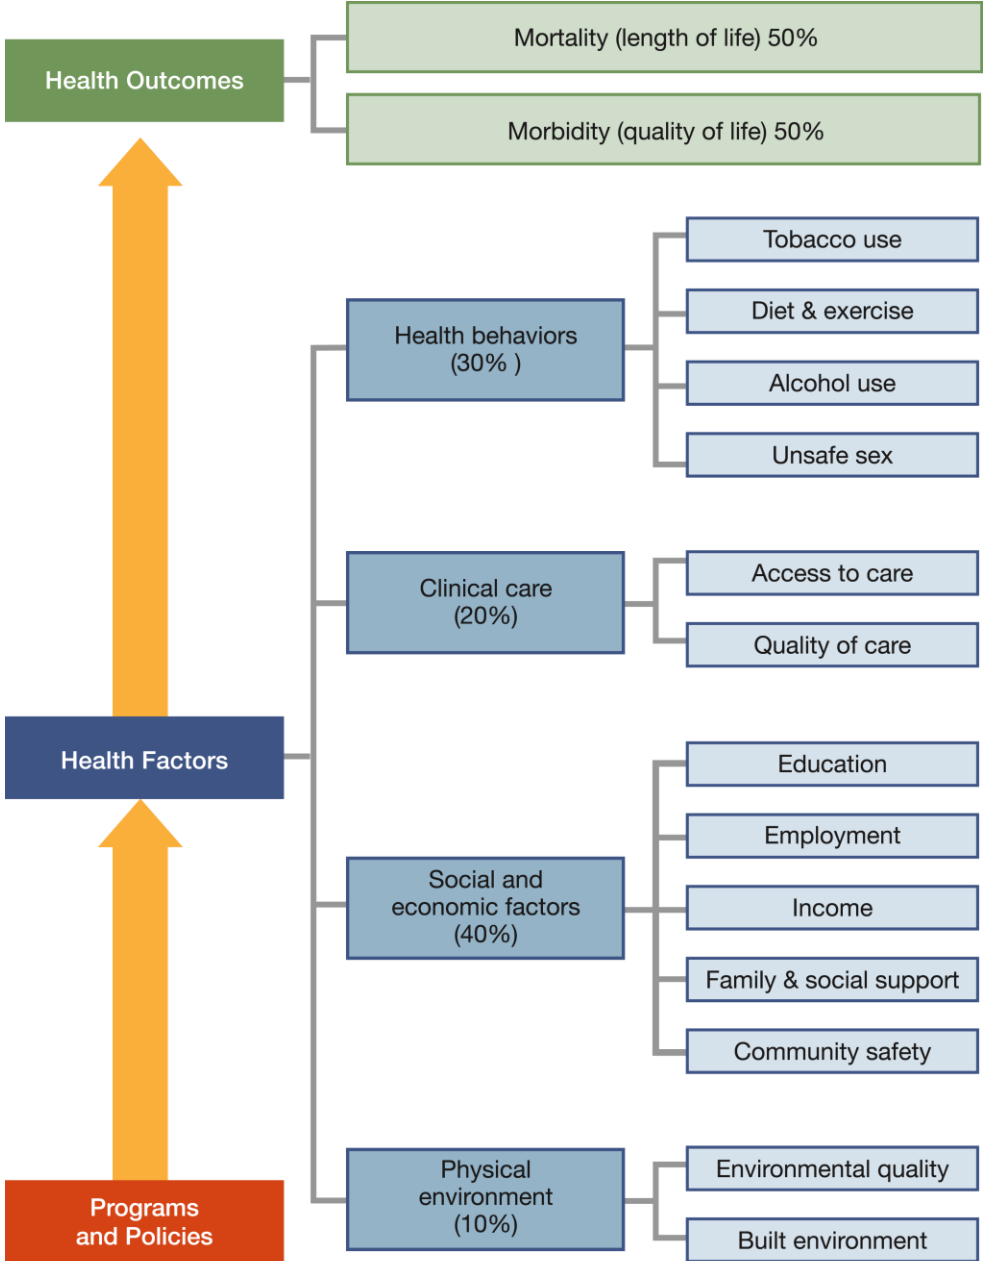 Health Outcomes
Mortality (length of life) 50%
Morbidity (quality of life) 50%
Health Factors
Health behaviors
(30% )
Tobacco use
Diet & exercise
Alcohol use
Unsafe sex
Clinical care
(20%)
Access to care
Quality of care
Social and
economic factors
(40%)
Education
Employment
Income
Family & social support
Community safety
Physical
environment
(10%)
Environmental quality
Built environment
Programs
and Policies